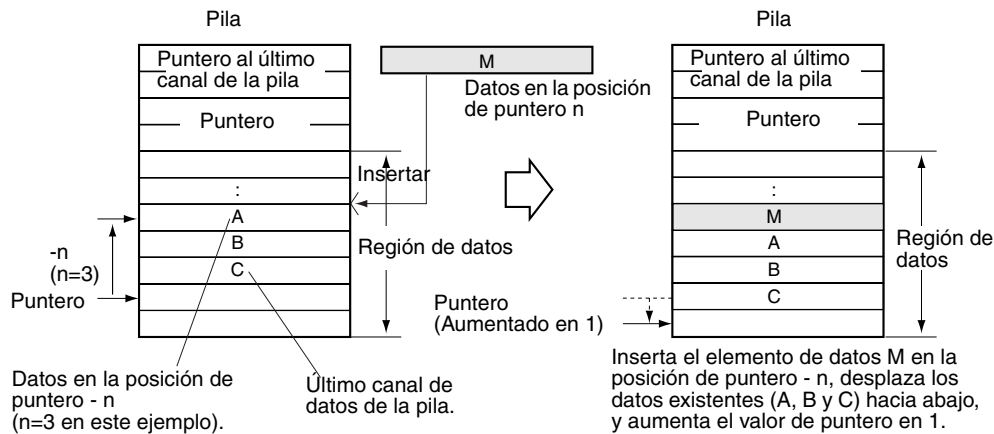 Pila
Puntero al último
canal de la pila
Puntero
:
A
B
C
-n
(n=3)
Puntero
M
Datos en la posición
de puntero n
Insertar
Región de datos
Datos en la posición de
puntero - n
(n=3 en este ejemplo).
Último canal de
datos de la pila.
Pila
Puntero al último
canal de la pila
Puntero
:
M
A
B
C
Región de
datos
Puntero
(Aumentado en 1)
Inserta el elemento de datos M en la
posición de puntero - n, desplaza los
datos existentes (A, B y C) hacia abajo,
y aumenta el valor de puntero en 1.